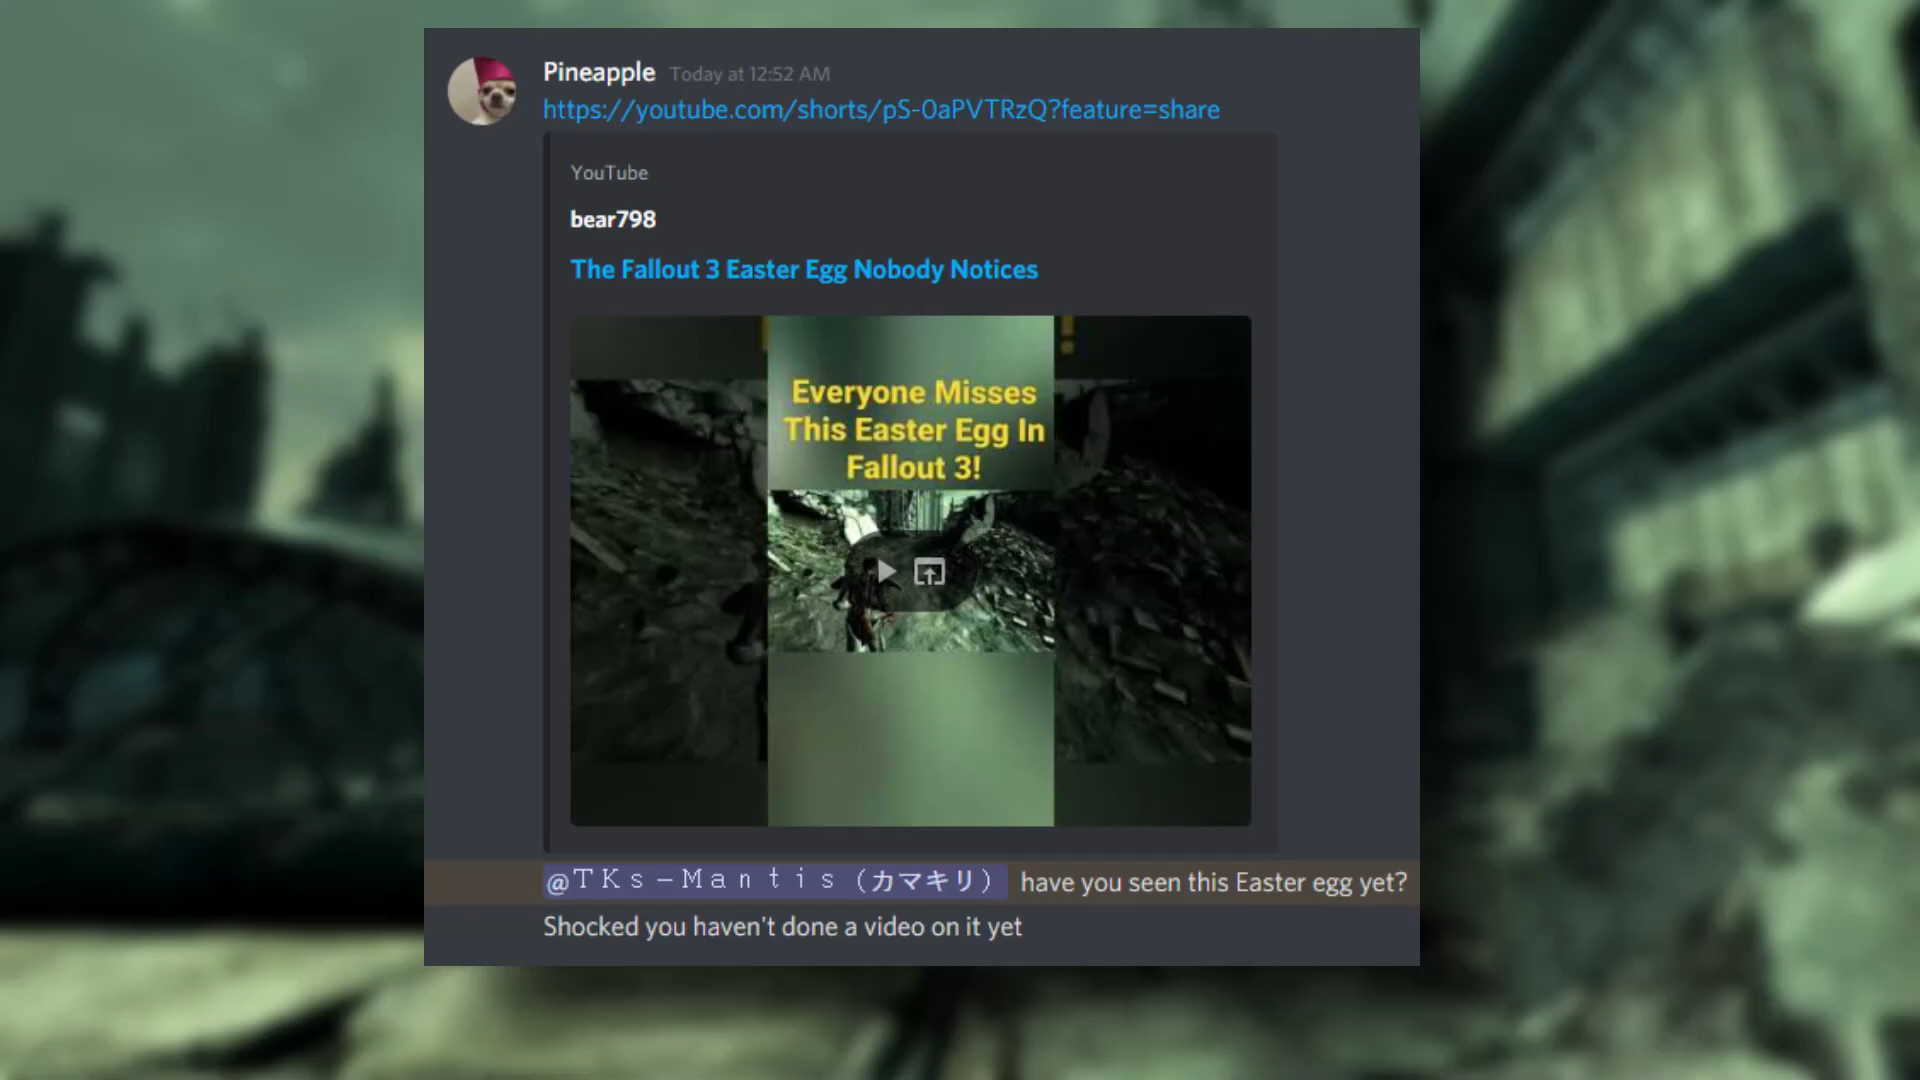 Pineapple Today at 12:52 AM
https://youtube.com/shorts/pS-0aPVTRzQ?feature=share
YouTube
bear798
The Fallout 3 Easter Egg Nobody Notices
Everyone Misses
This Easter Egg In
Fallout 3!
@TKs-Mantis (カマキリ) have you seen this Easter egg yet?
Shocked you haven't done a video on it yet